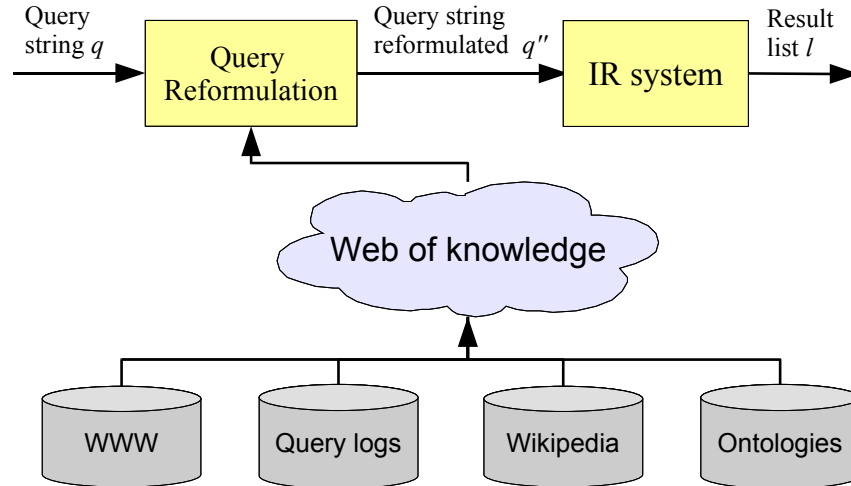 Query
string q
Query
Reformulation
Query string
reformulated q″
IR system
Result
list l
Web of knowledge
WWW
Query logs
Wikipedia
Ontologies